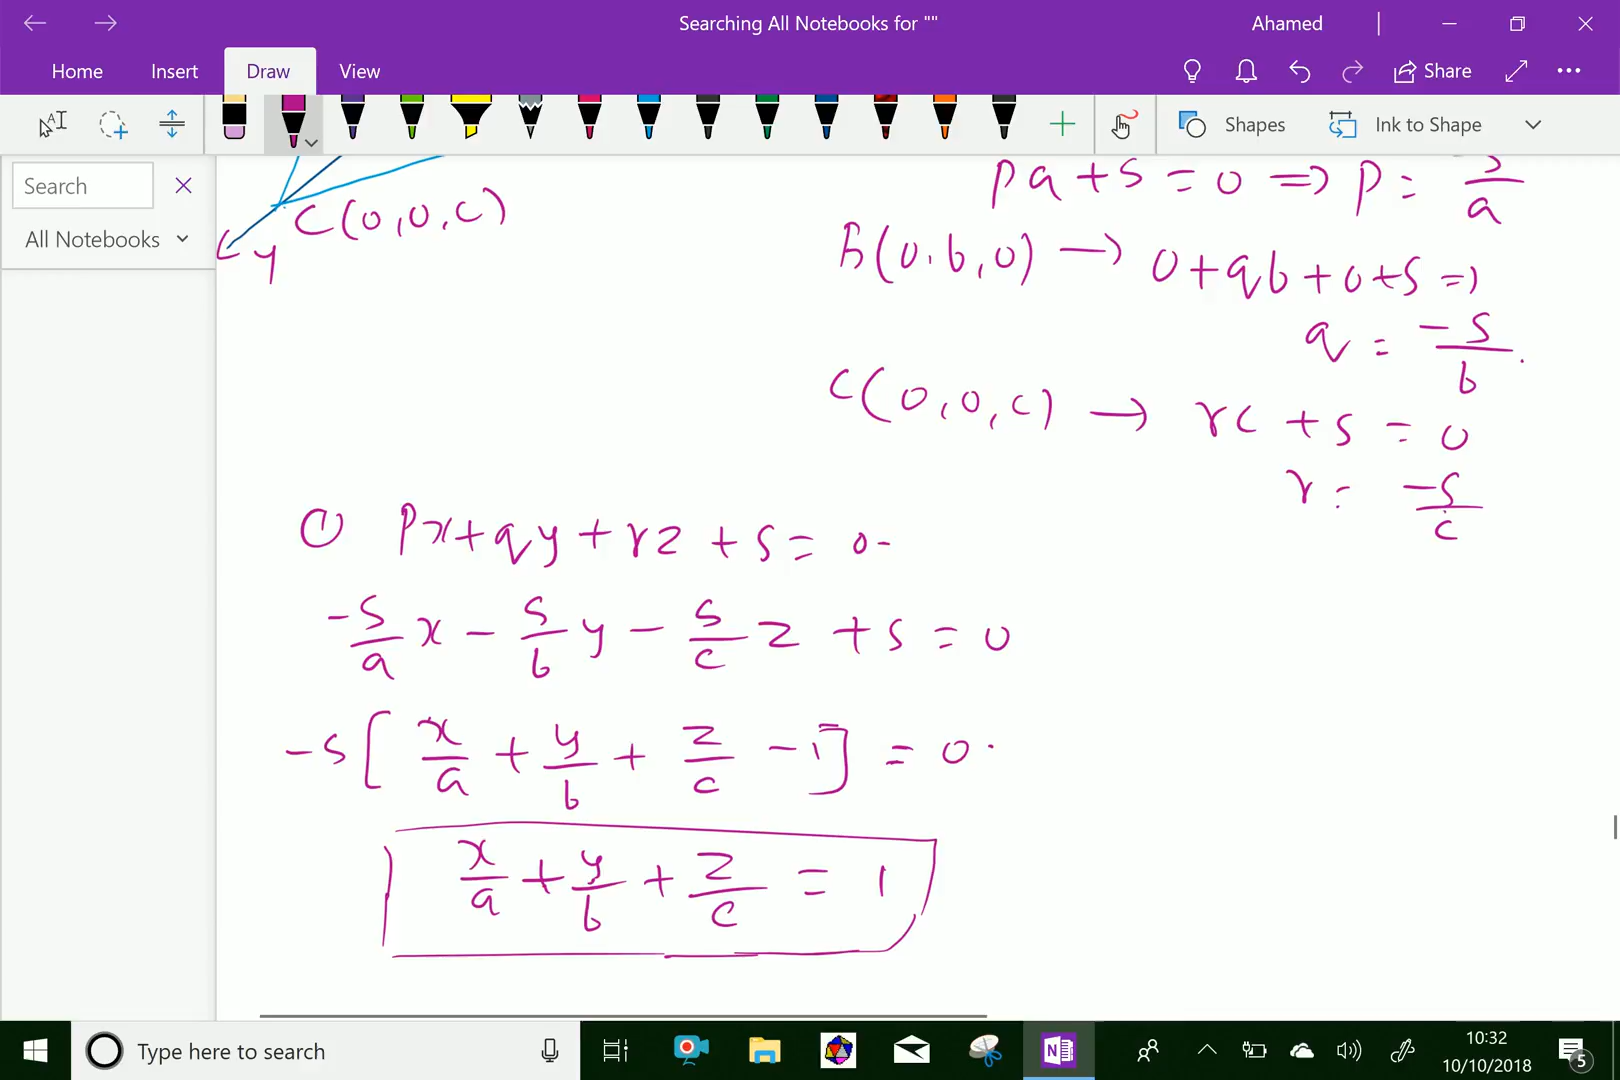 Searching All Notebooks for ""
Ahamed
Home Insert Draw View
Share
Shapes
Ink to Shape
Search
All Notebooks
C(0,0,c)
y
pa + s = 0 => p = s/a
B(0,b,0) → 0 + qb + 0 + s =>
q = -s/b
C(0,0,c) → rc + s = 0
r = -s/c
① px + qy + rz + s = 0
-s/a x - s/b y - s/c z + s = 0
-s[x/a + y/b + z/c - 1] = 0
x/a + y/b + z/c = 1
Type here to search
10:32
10/10/2018
5